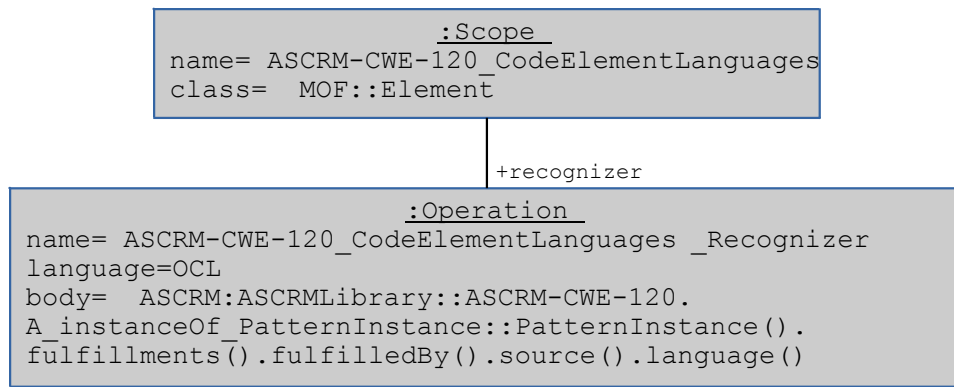 :Scope
name= ASCRM-CWE-120_CodeElementLanguages
class=  MOF::Element
+recognizer
:Operation
name= ASCRM-CWE-120_CodeElementLanguages _Recognizer
language=OCL
body=  ASCRM:ASCRMLibrary::ASCRM-CWE-120.
A_instanceOf_PatternInstance::PatternInstance().
fulfillments().fulfilledBy().source().language()